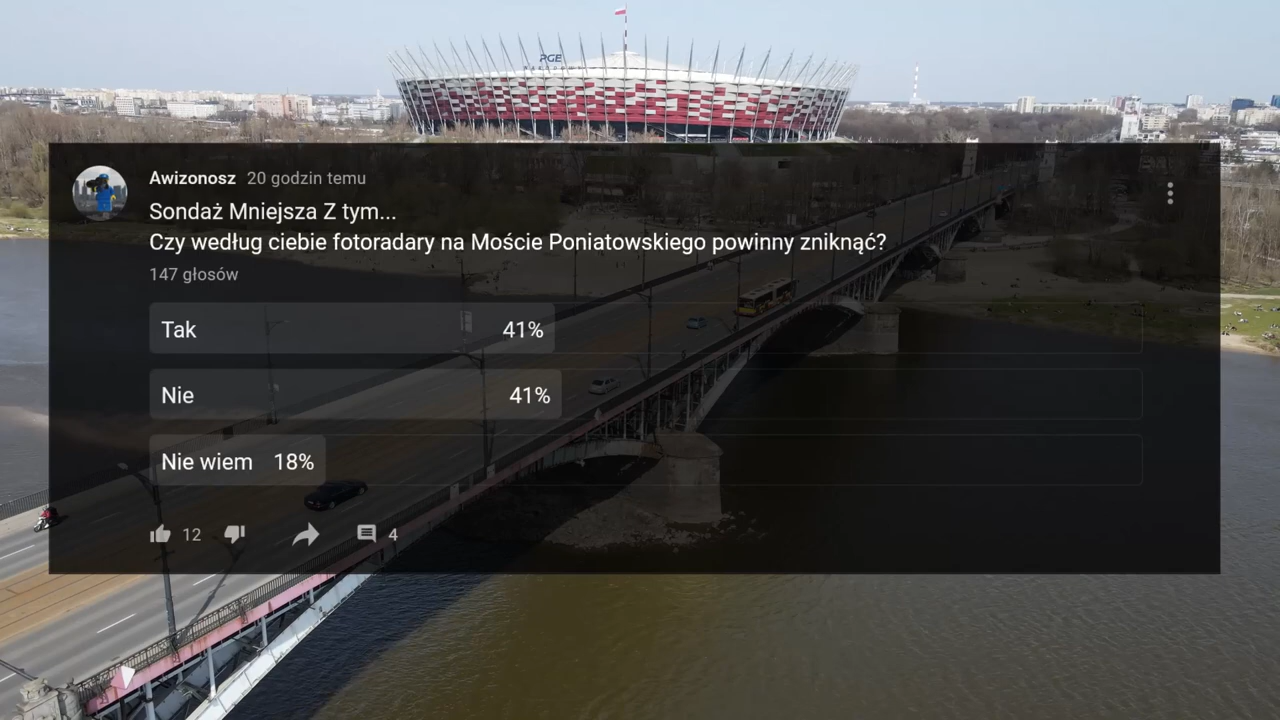 PGE
NARODOWY
Awizonosz 20 godzin temu
Sondaż Mniejsza Z tym...
Czy według ciebie fotoradary na Moście Poniatowskiego powinny zniknąć?
147 głosów
Tak 41%
Nie 41%
Nie wiem 18%
12 4